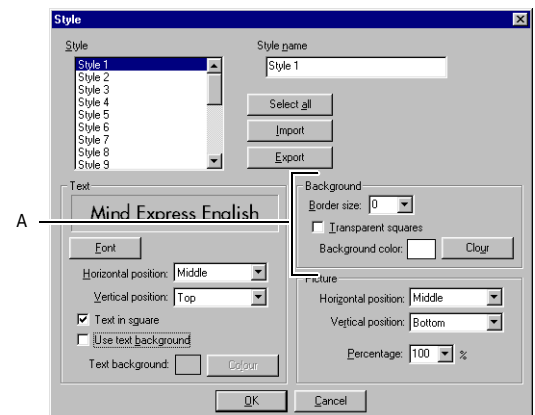 Style
Style
Style name
Style 1
Style 1
Style 2
Style 3
Style 4
Style 5
Style 6
Style 7
Style 8
Style 9
Select all
Import
Export
A
Text
Mind Express English
Font
Horizontal position: Middle
Vertical position: Top
Text in square
Use text background
Text background: Colour
Background
Border size: 0
Transparent squares
Background color: Clour
Picture
Horizontal position: Middle
Vertical position: Bottom
Percentage: 100 %
OK
Cancel